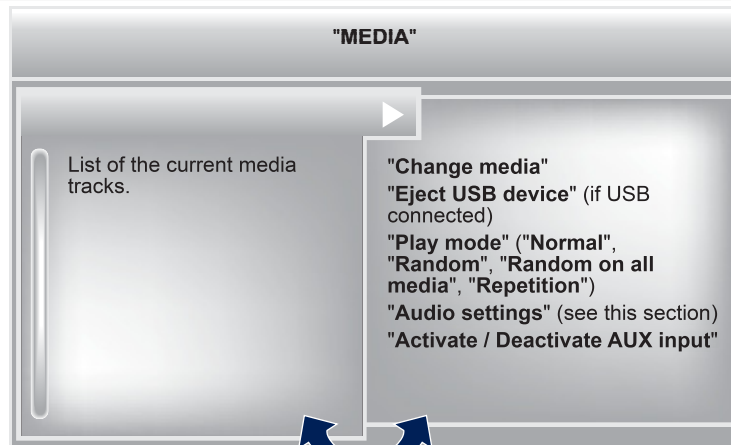 "MEDIA"
List of the current media
tracks.
"Change media"
"Eject USB device" (if USB
connected)
"Play mode" ("Normal",
"Random", "Random on all
media", "Repetition")
"Audio settings" (see this section)
"Activate / Deactivate AUX input"